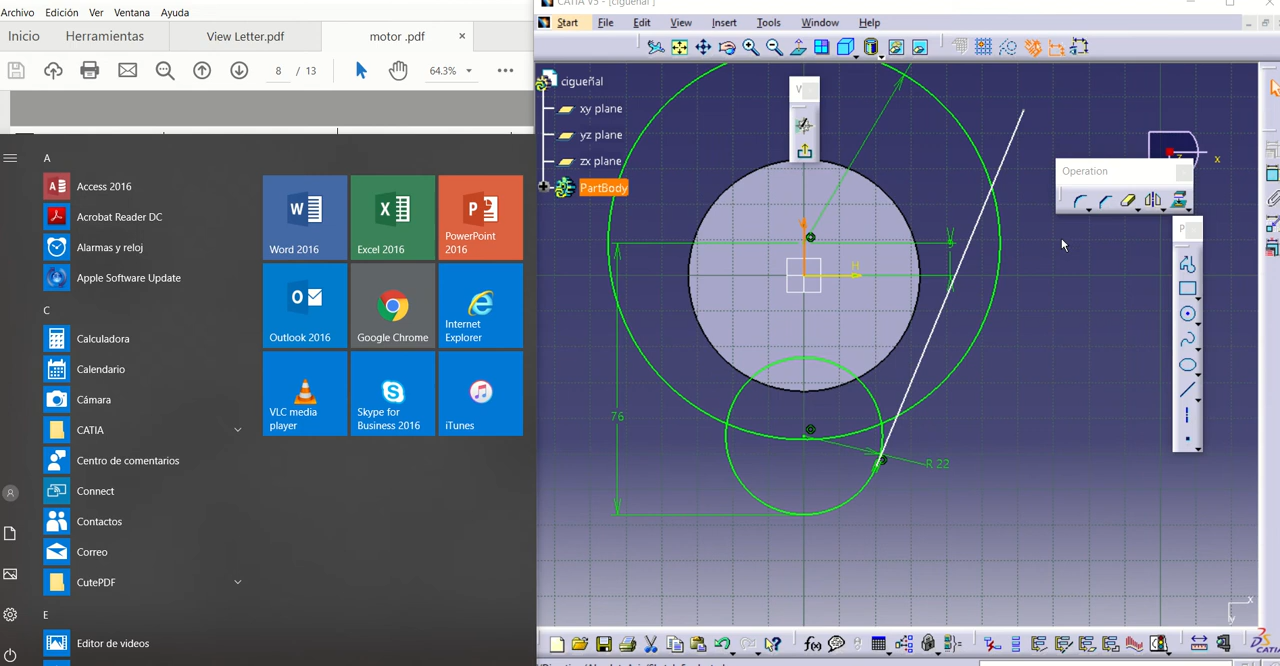 Archivo Edición Ver Ventana Ayuda
Inicio Herramientas View Letter.pdf motor .pdf ×
8 / 13 64.3%
A
Access 2016
Acrobat Reader DC
Alarmas y reloj
Apple Software Update
C
Calculadora
Calendario
Cámara
CATIA
Centro de comentarios
Connect
Contactos
Correo
CutePDF
E
Editor de videos
Word 2016
Excel 2016
PowerPoint
2016
Outlook 2016
Google Chrome
Internet
Explorer
VLC media
player
Skype for
Business 2016
iTunes
CATIA V5 - [cigueñal ]
Start File Edit View Insert Tools Window Help
cigueñal
xy plane
yz plane
zx plane
PartBody
V
Operation
P
H
76
R 22
x
z
x
y
f(x)
CATIA